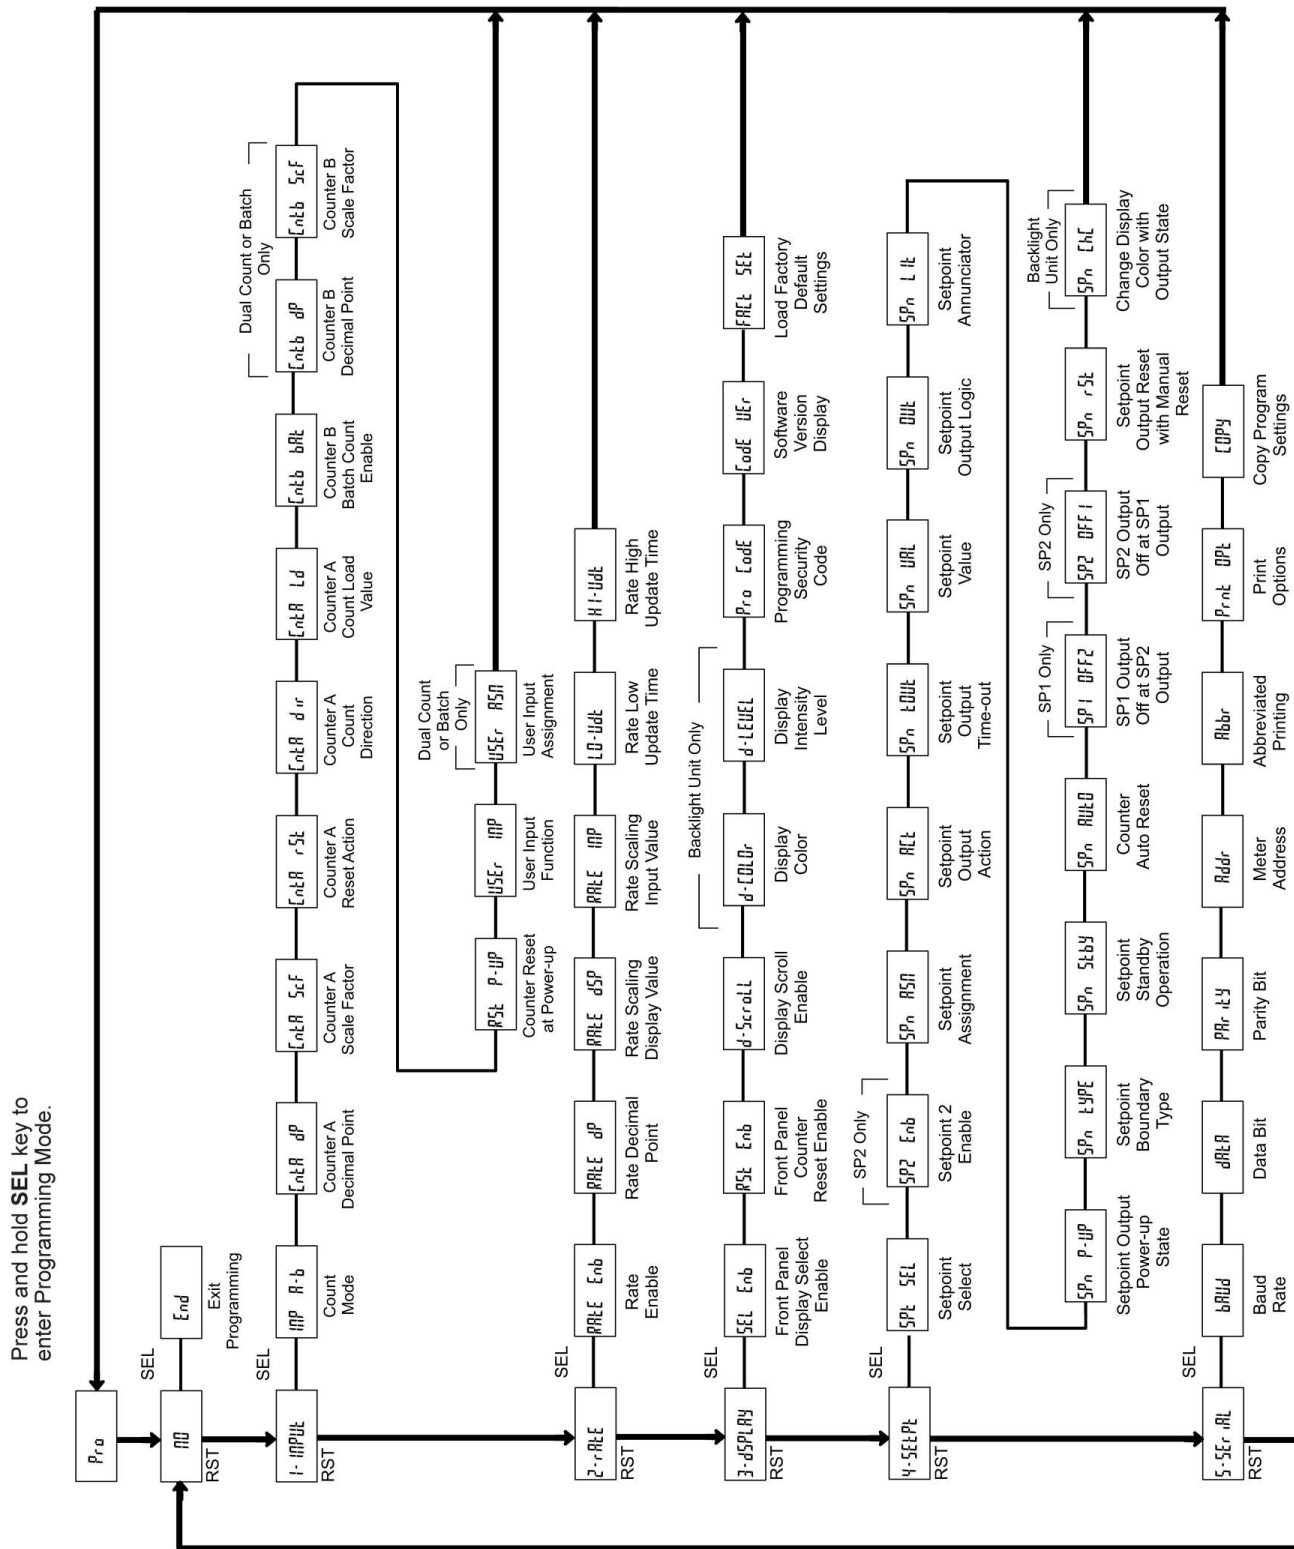 Press and hold SEL key to
enter Programming Mode.
Pro
NO
RST
SEL
End
Exit
Programming
1-INPUt
RST
SEL
INP A-b
Count
Mode
CntA dP
Counter A
Decimal Point
CntA ScF
Counter A
Scale Factor
CntA rSt
Counter A
Reset Action
CntA dir
Counter A
Count
Direction
CntA Ld
Counter A
Count Load
Value
Cntb bAt
Counter B
Batch Count
Enable
Dual Count or Batch
Only
Cntb dP
Counter B
Decimal Point
Cntb ScF
Counter B
Scale Factor
RSt P-UP
Counter Reset
at Power-up
USEr INP
User Input
Function
Dual Count
or Batch
Only
USEr ASN
User Input
Assignment
2-rAtE
RST
SEL
RAtE Enb
Rate
Enable
RAtE dP
Rate Decimal
Point
RAtE dSP
Rate Scaling
Display Value
RAtE INP
Rate Scaling
Input Value
LO-Udt
Rate Low
Update Time
HI-Udt
Rate High
Update Time
3-dSPLAY
RST
SEL
SEL Enb
Front Panel
Display Select
Enable
RSt Enb
Front Panel
Counter
Reset Enable
d-ScroLL
Display Scroll
Enable
Backlight Unit Only
d-COLOr
Display
Color
d-LEVEL
Display
Intensity
Level
Pro CodE
Programming
Security
Code
CodE VEr
Software
Version
Display
FACt SEt
Load Factory
Default
Settings
4-SEtPt
RST
SEL
SPt SEL
Setpoint
Select
SP2 Only
SP2 Enb
Setpoint 2
Enable
SPn ASN
Setpoint
Assignment
SPn ACt
Setpoint
Output
Action
SPn tOUt
Setpoint
Output
Time-out
SPn VAL
Setpoint
Value
SPn OUt
Setpoint
Output Logic
SPn LIt
Setpoint
Annunciator
SPn P-UP
Setpoint Output
Power-up
State
SPn tYPE
Setpoint
Boundary
Type
SPn Stby
Setpoint
Standby
Operation
SPn AUtO
Counter
Auto Reset
SP1 Only
SP1 OFF2
SP1 Output
Off at SP2
Output
SP2 Only
SP2 OFF1
SP2 Output
Off at SP1
Output
SPn rSt
Setpoint
Output Reset
with Manual
Reset
Backlight
Unit Only
SPn ChC
Change Display
Color with
Output State
5-SEriAL
RST
SEL
bAUd
Baud
Rate
dAtA
Data Bit
PAritY
Parity Bit
Addr
Meter
Address
Abbr
Abbreviated
Printing
Prnt OPt
Print
Options
COPY
Copy Program
Settings